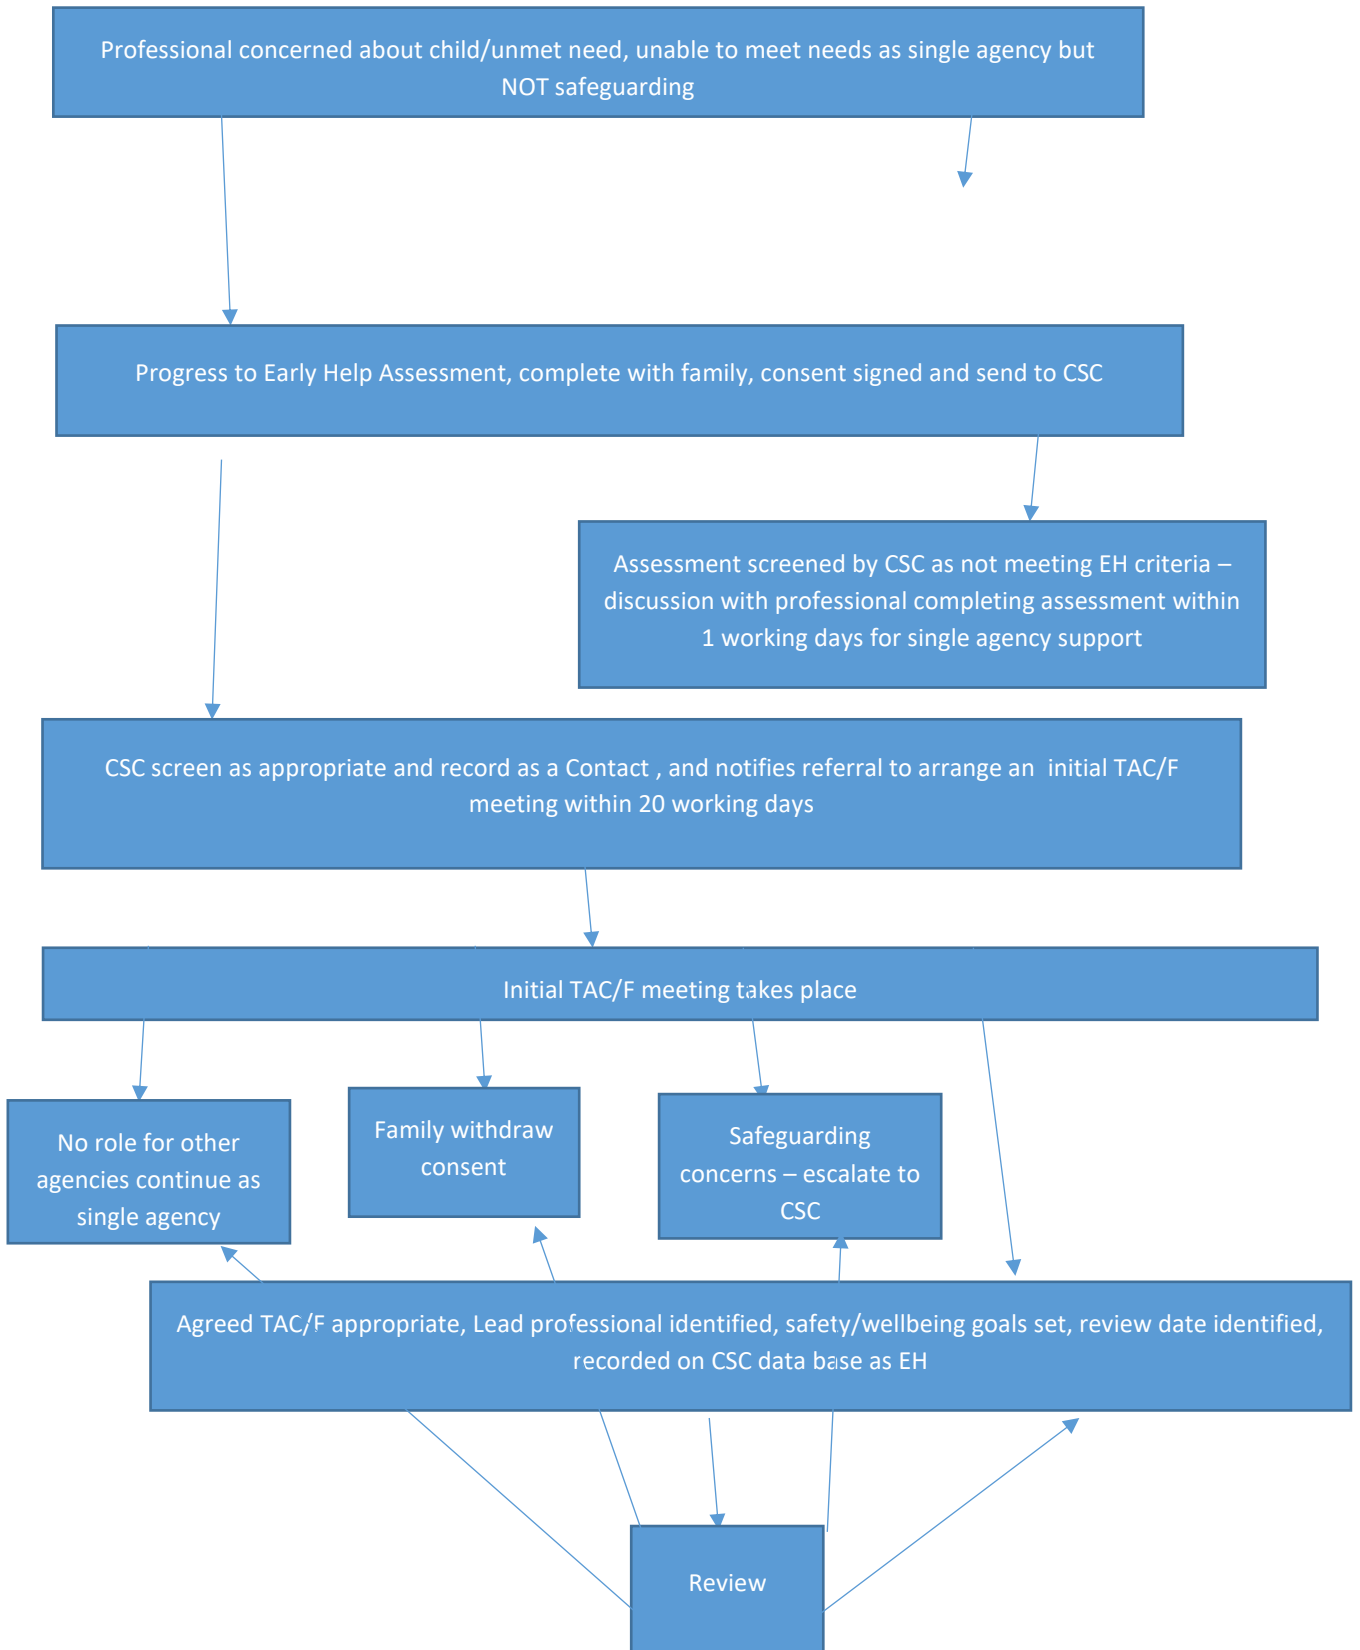 Professional concerned about child/unmet need, unable to meet needs as single agency but
NOT safeguarding
Progress to Early Help Assessment, complete with family, consent signed and send to CSC
Assessment screened by CSC as not meeting EH criteria –
discussion with professional completing assessment within
1 working days for single agency support
CSC screen as appropriate and record as a Contact , and notifies referral to arrange an  initial TAC/F
meeting within 20 working days
Initial TAC/F meeting takes place
No role for other
agencies continue as
single agency
Family withdraw
consent
Safeguarding
concerns – escalate to
CSC
Agreed TAC/F appropriate, Lead professional identified, safety/wellbeing goals set, review date identified,
recorded on CSC data base as EH
Review